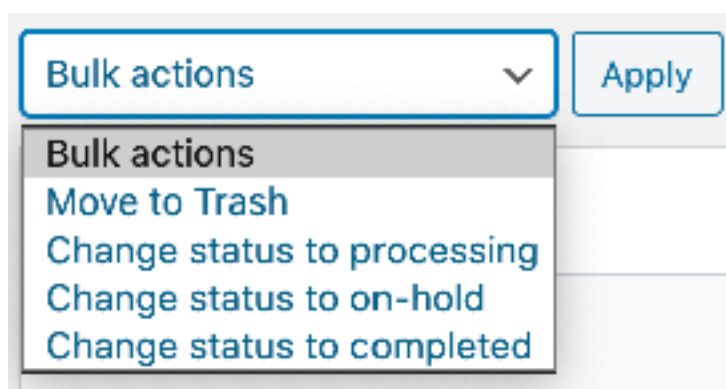 Bulk actions
Apply
Bulk actions
Move to Trash
Change status to processing
Change status to on-hold
Change status to completed